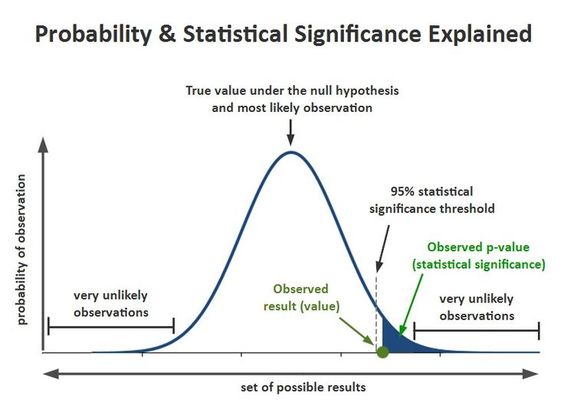 Probability & Statistical Significance Explained
True value under the null hypothesis
and most likely observation
probability of observation
95% statistical
significance threshold
Observed p-value
(statistical significance)
Observed
result (value)
very unlikely
observations
very unlikely
observations
set of possible results